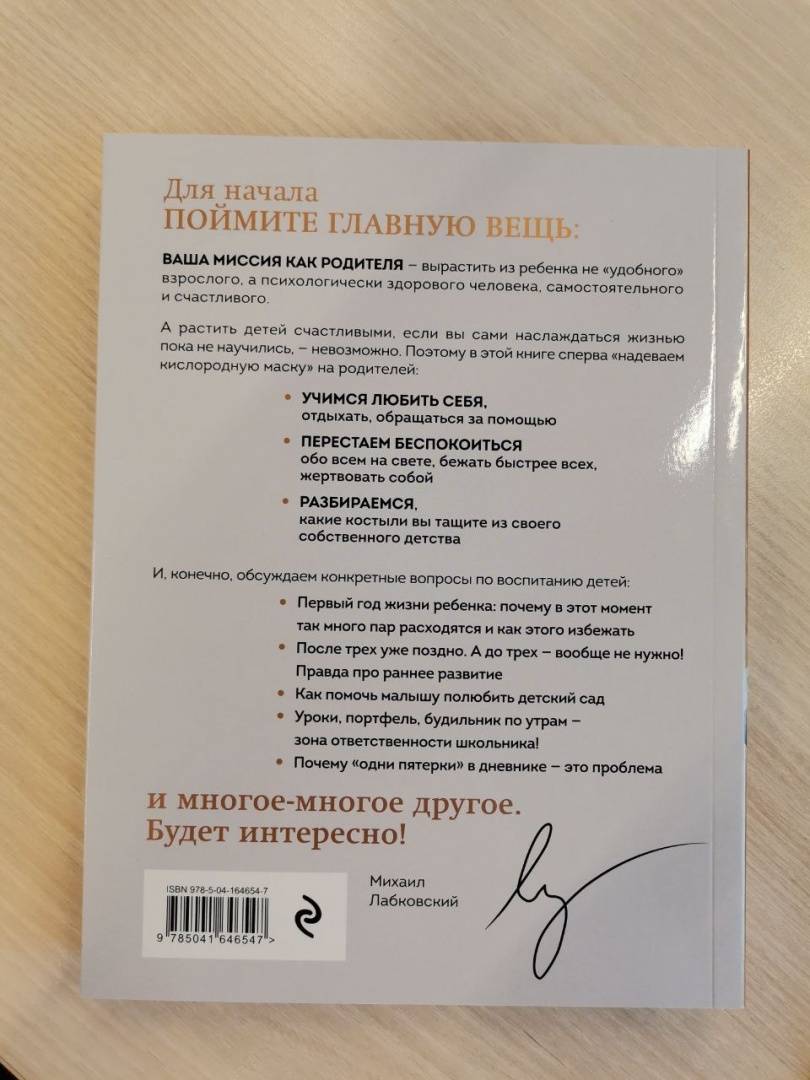 Для начала
ПОЙМИТЕ ГЛАВНУЮ ВЕЩЬ:
ВАША МИССИЯ КАК РОДИТЕЛЯ – вырастить из ребенка не «удобного»
взрослого, а психологически здорового человека, самостоятельного
и счастливого.
А растить детей счастливыми, если вы сами наслаждаться жизнью
пока не научились, – невозможно. Поэтому в этой книге сперва «надеваем
кислородную маску» на родителей:
• УЧИМСЯ ЛЮБИТЬ СЕБЯ,
отдыхать, обращаться за помощью
• ПЕРЕСТАЕМ БЕСПОКОИТЬСЯ
обо всем на свете, бежать быстрее всех,
жертвовать собой
• РАЗБИРАЕМСЯ,
какие костыли вы тащите из своего
собственного детства
И, конечно, обсуждаем конкретные вопросы по воспитанию детей:
• Первый год жизни ребенка: почему в этот момент
так много пар расходятся и как этого избежать
• После трех уже поздно. А до трех – вообще не нужно!
Правда про раннее развитие
• Как помочь малышу полюбить детский сад
• Уроки, портфель, будильник по утрам –
зона ответственности школьника!
• Почему «одни пятерки» в дневнике – это проблема
и многое-многое другое.
Будет интересно!
Михаил
Лабковский
ISBN 978-5-04-164654-7
9 785041 646547 >